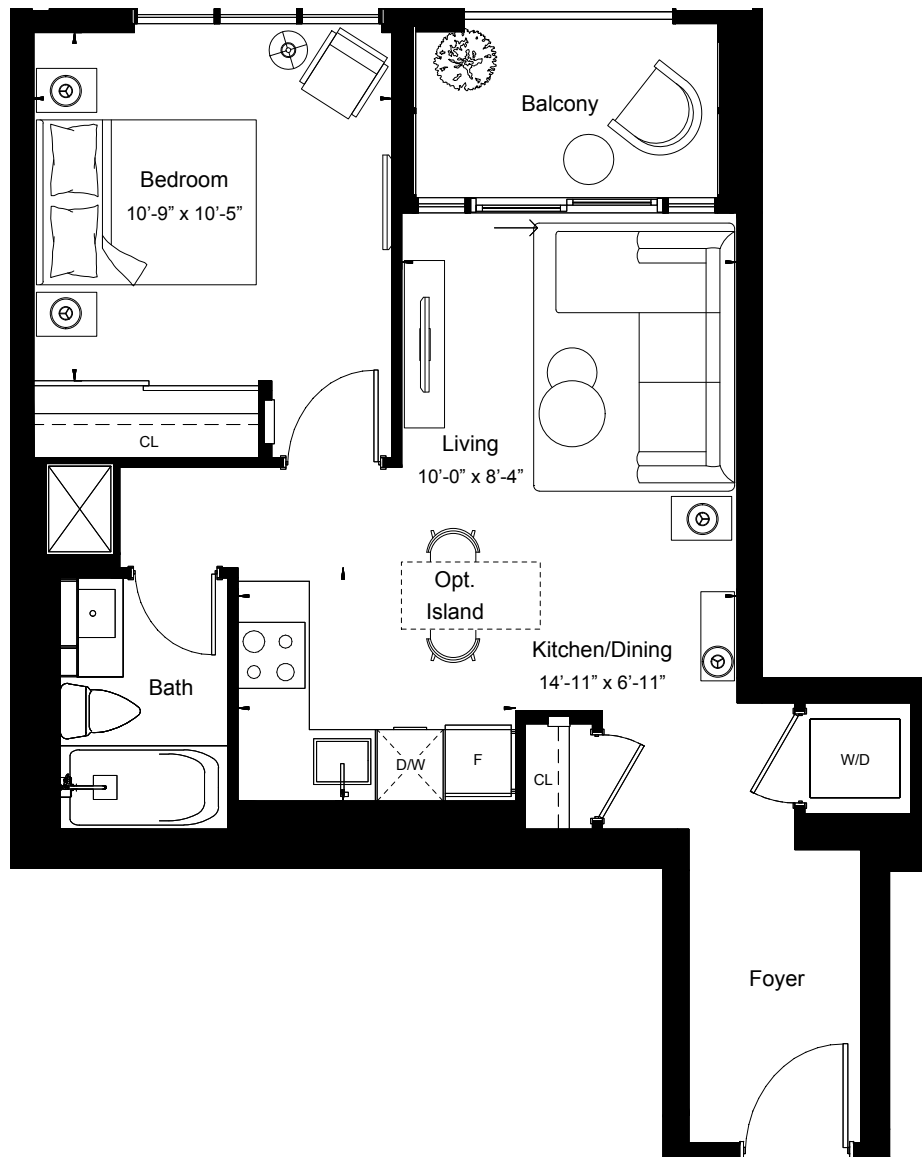 Balcony
Bedroom
10’-9” x 10’-5”
CL
Living
10’-0” x 8’-4”
Opt.
Island
Kitchen/Dining
14’-11” x 6’-11”
Bath
D/W
F
CL
W/D
Foyer